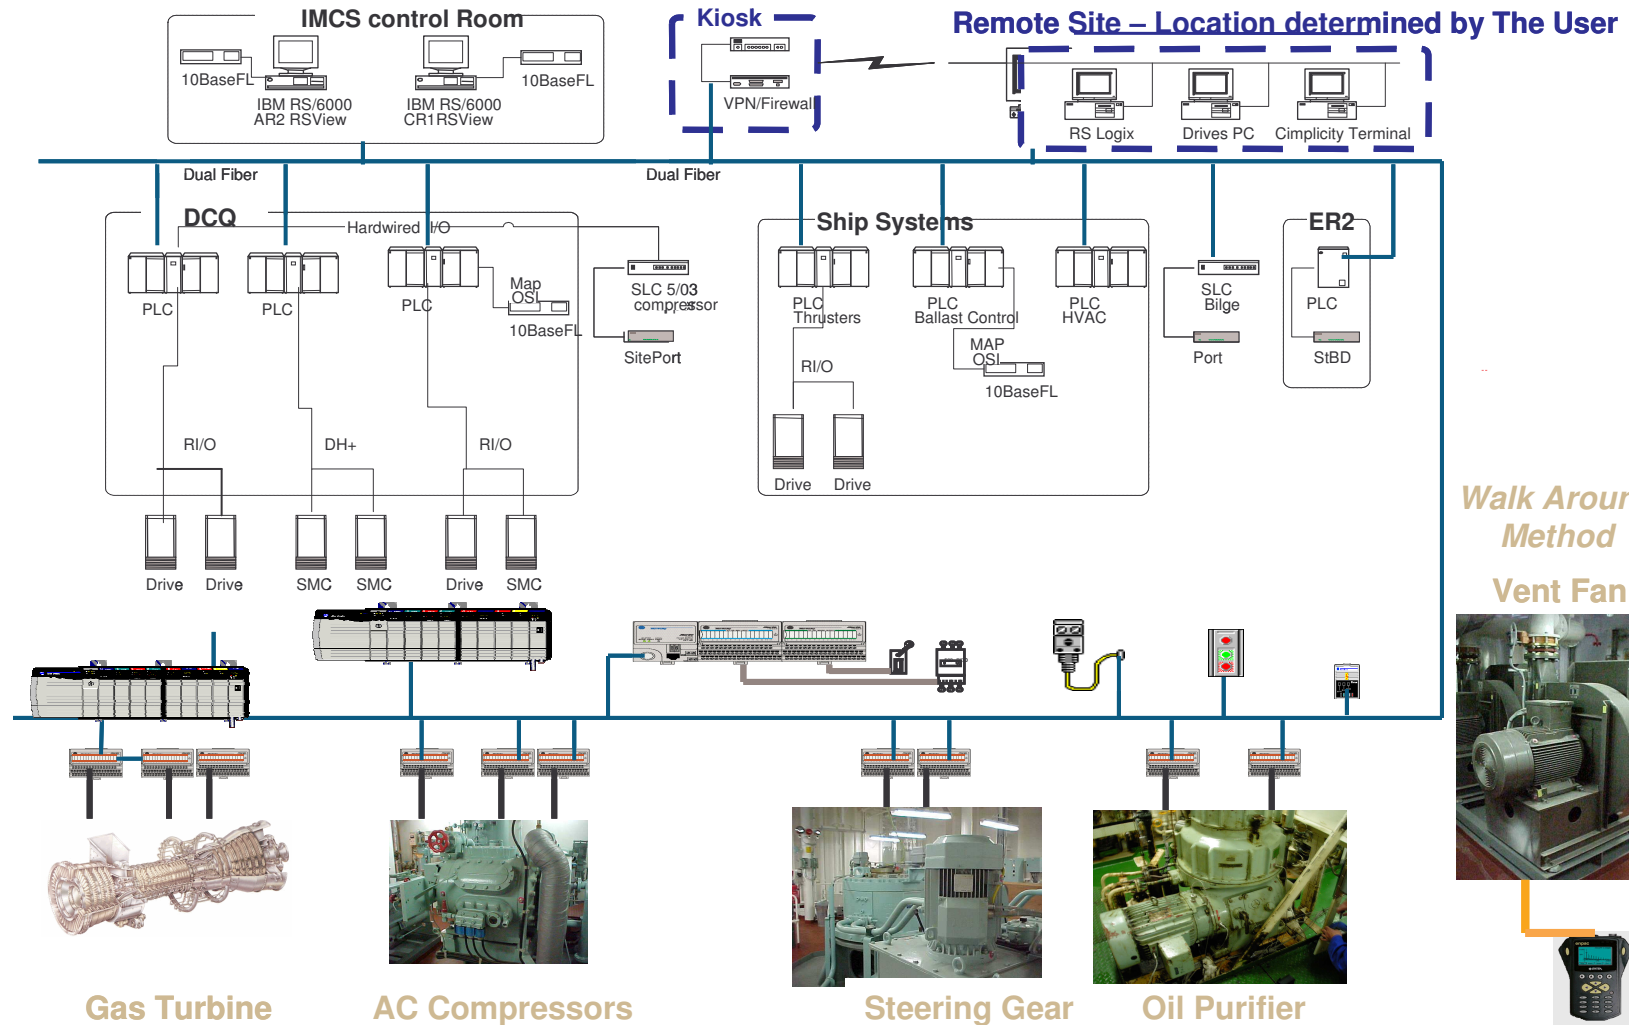 IMCS control Room
Kiosk
Remote Site – Location determined by The User
10BaseFL
10BaseFL
IBM RS/6000
AR2 RSView
IBM RS/6000
CR1RSView
VPN/Firewall
RS Logix
Drives PC
Cimplicity Terminal
Dual Fiber
Dual Fiber
DCQ
Hardwired I/O
Ship Systems
ER2
PLC
PLC
PLC
Map
OSI
10BaseFL
SLC 5/03
compressor
SitePort
PLC
Thrusters
PLC
Ballast Control
PLC
HVAC
SLC
Bilge
Port
PLC
StBD
MAP
OSI
10BaseFL
RI/O
RI/O
DH+
RI/O
Drive
Drive
Drive
Drive
SMC
SMC
Drive
SMC
Walk Aroun
Method
Vent Fan
Gas Turbine
AC Compressors
Steering Gear
Oil Purifier